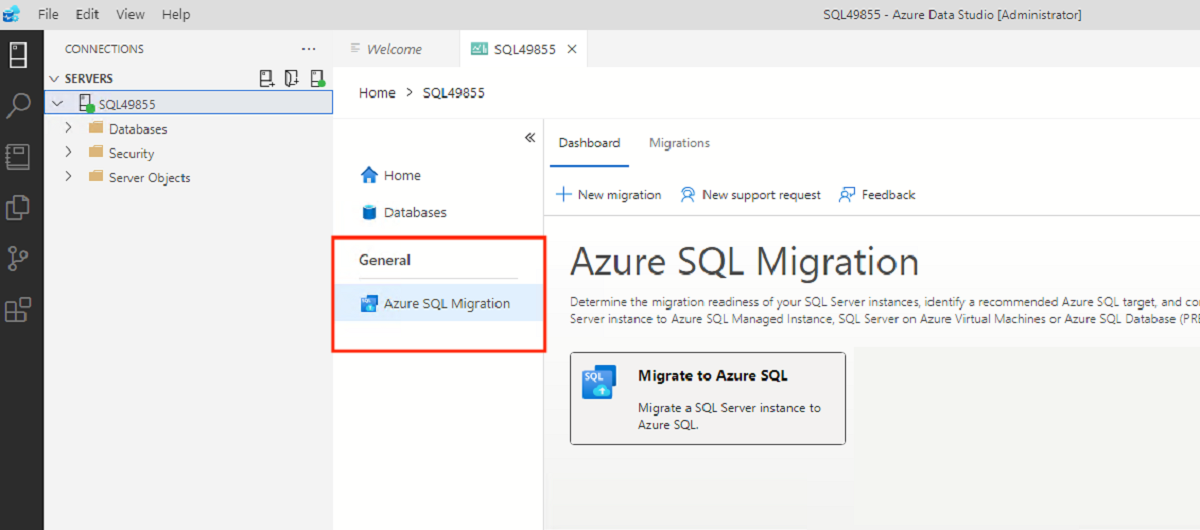 File Edit View Help
SQL49855 - Azure Data Studio [Administrator]
CONNECTIONS
SERVERS
SQL49855
Databases
Security
Server Objects
Welcome
SQL49855
Home > SQL49855
Home
Databases
General
Azure SQL Migration
Dashboard Migrations
New migration New support request Feedback
Azure SQL Migration
Determine the migration readiness of your SQL Server instances, identify a recommended Azure SQL target, and
Server instance to Azure SQL Managed Instance, SQL Server on Azure Virtual Machines or Azure SQL Database
SQL
Migrate to Azure SQL
Migrate a SQL Server instance to
Azure SQL.